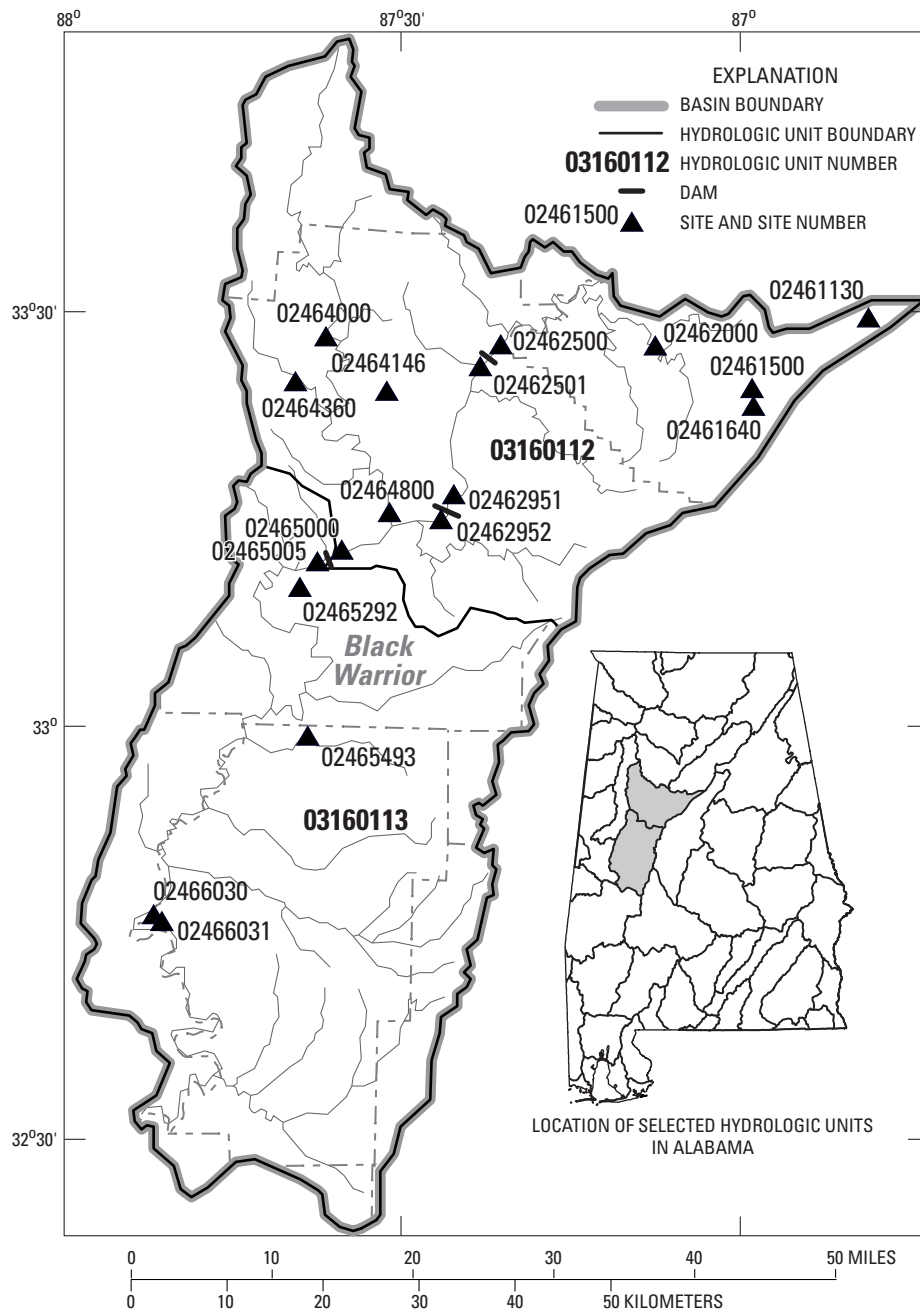 88°
87°30'
87°
EXPLANATION
BASIN BOUNDARY
HYDROLOGIC UNIT BOUNDARY
03160112 HYDROLOGIC UNIT NUMBER
DAM
02461500 SITE AND SITE NUMBER
33°30'
02461130
02464000
02462500
02462000
02464146
02461500
02462501
02464360
02461640
03160112
02464800
02462951
02465000
02462952
02465005
02465292
Black
Warrior
33°
02465493
03160113
02466030
02466031
32°30'
LOCATION OF SELECTED HYDROLOGIC UNITS
IN ALABAMA
0 10 20 30 40 50 MILES
0 10 20 30 40 50 KILOMETERS